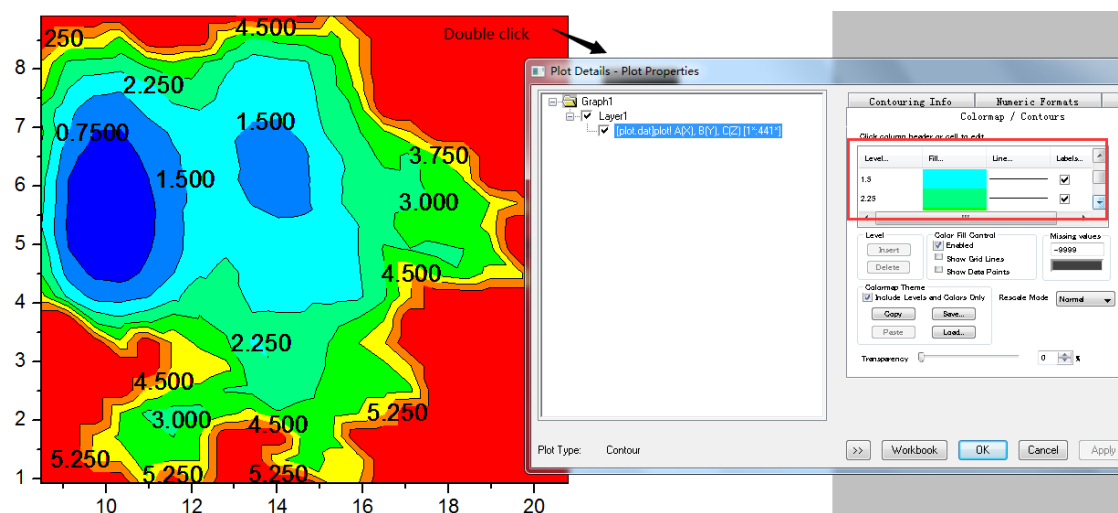 4.500
250
Double click
8
2.250
7
0.7500
1.500
3.750
6
1.500
3.000
5
4.500
4
2.250
3
4.500
2
3.000
4.500
5.250
5.250
5.250
5.250
1
10
12
14
16
18
20
Plot Details - Plot Properties
Graph1
Layer1
[plot.dat]plot! A(X), B(Y), C(Z) [1*:441*]
Plot Type: Contour
Contouring Info
Numeric Formats
Colormap / Contours
Click column header or cell to edit
Level...
Fill...
Line...
Labels...
1.5
2.25
Level
Insert
Delete
Color Fill Control
Enabled
Show Grid Lines
Show Data Points
Missing values
-9999
Colormap Theme
Include Levels and Colors Only
Copy
Save...
Paste
Load...
Rescale Mode
Normal
Transparency
0
%
>>
Workbook
OK
Cancel
Apply